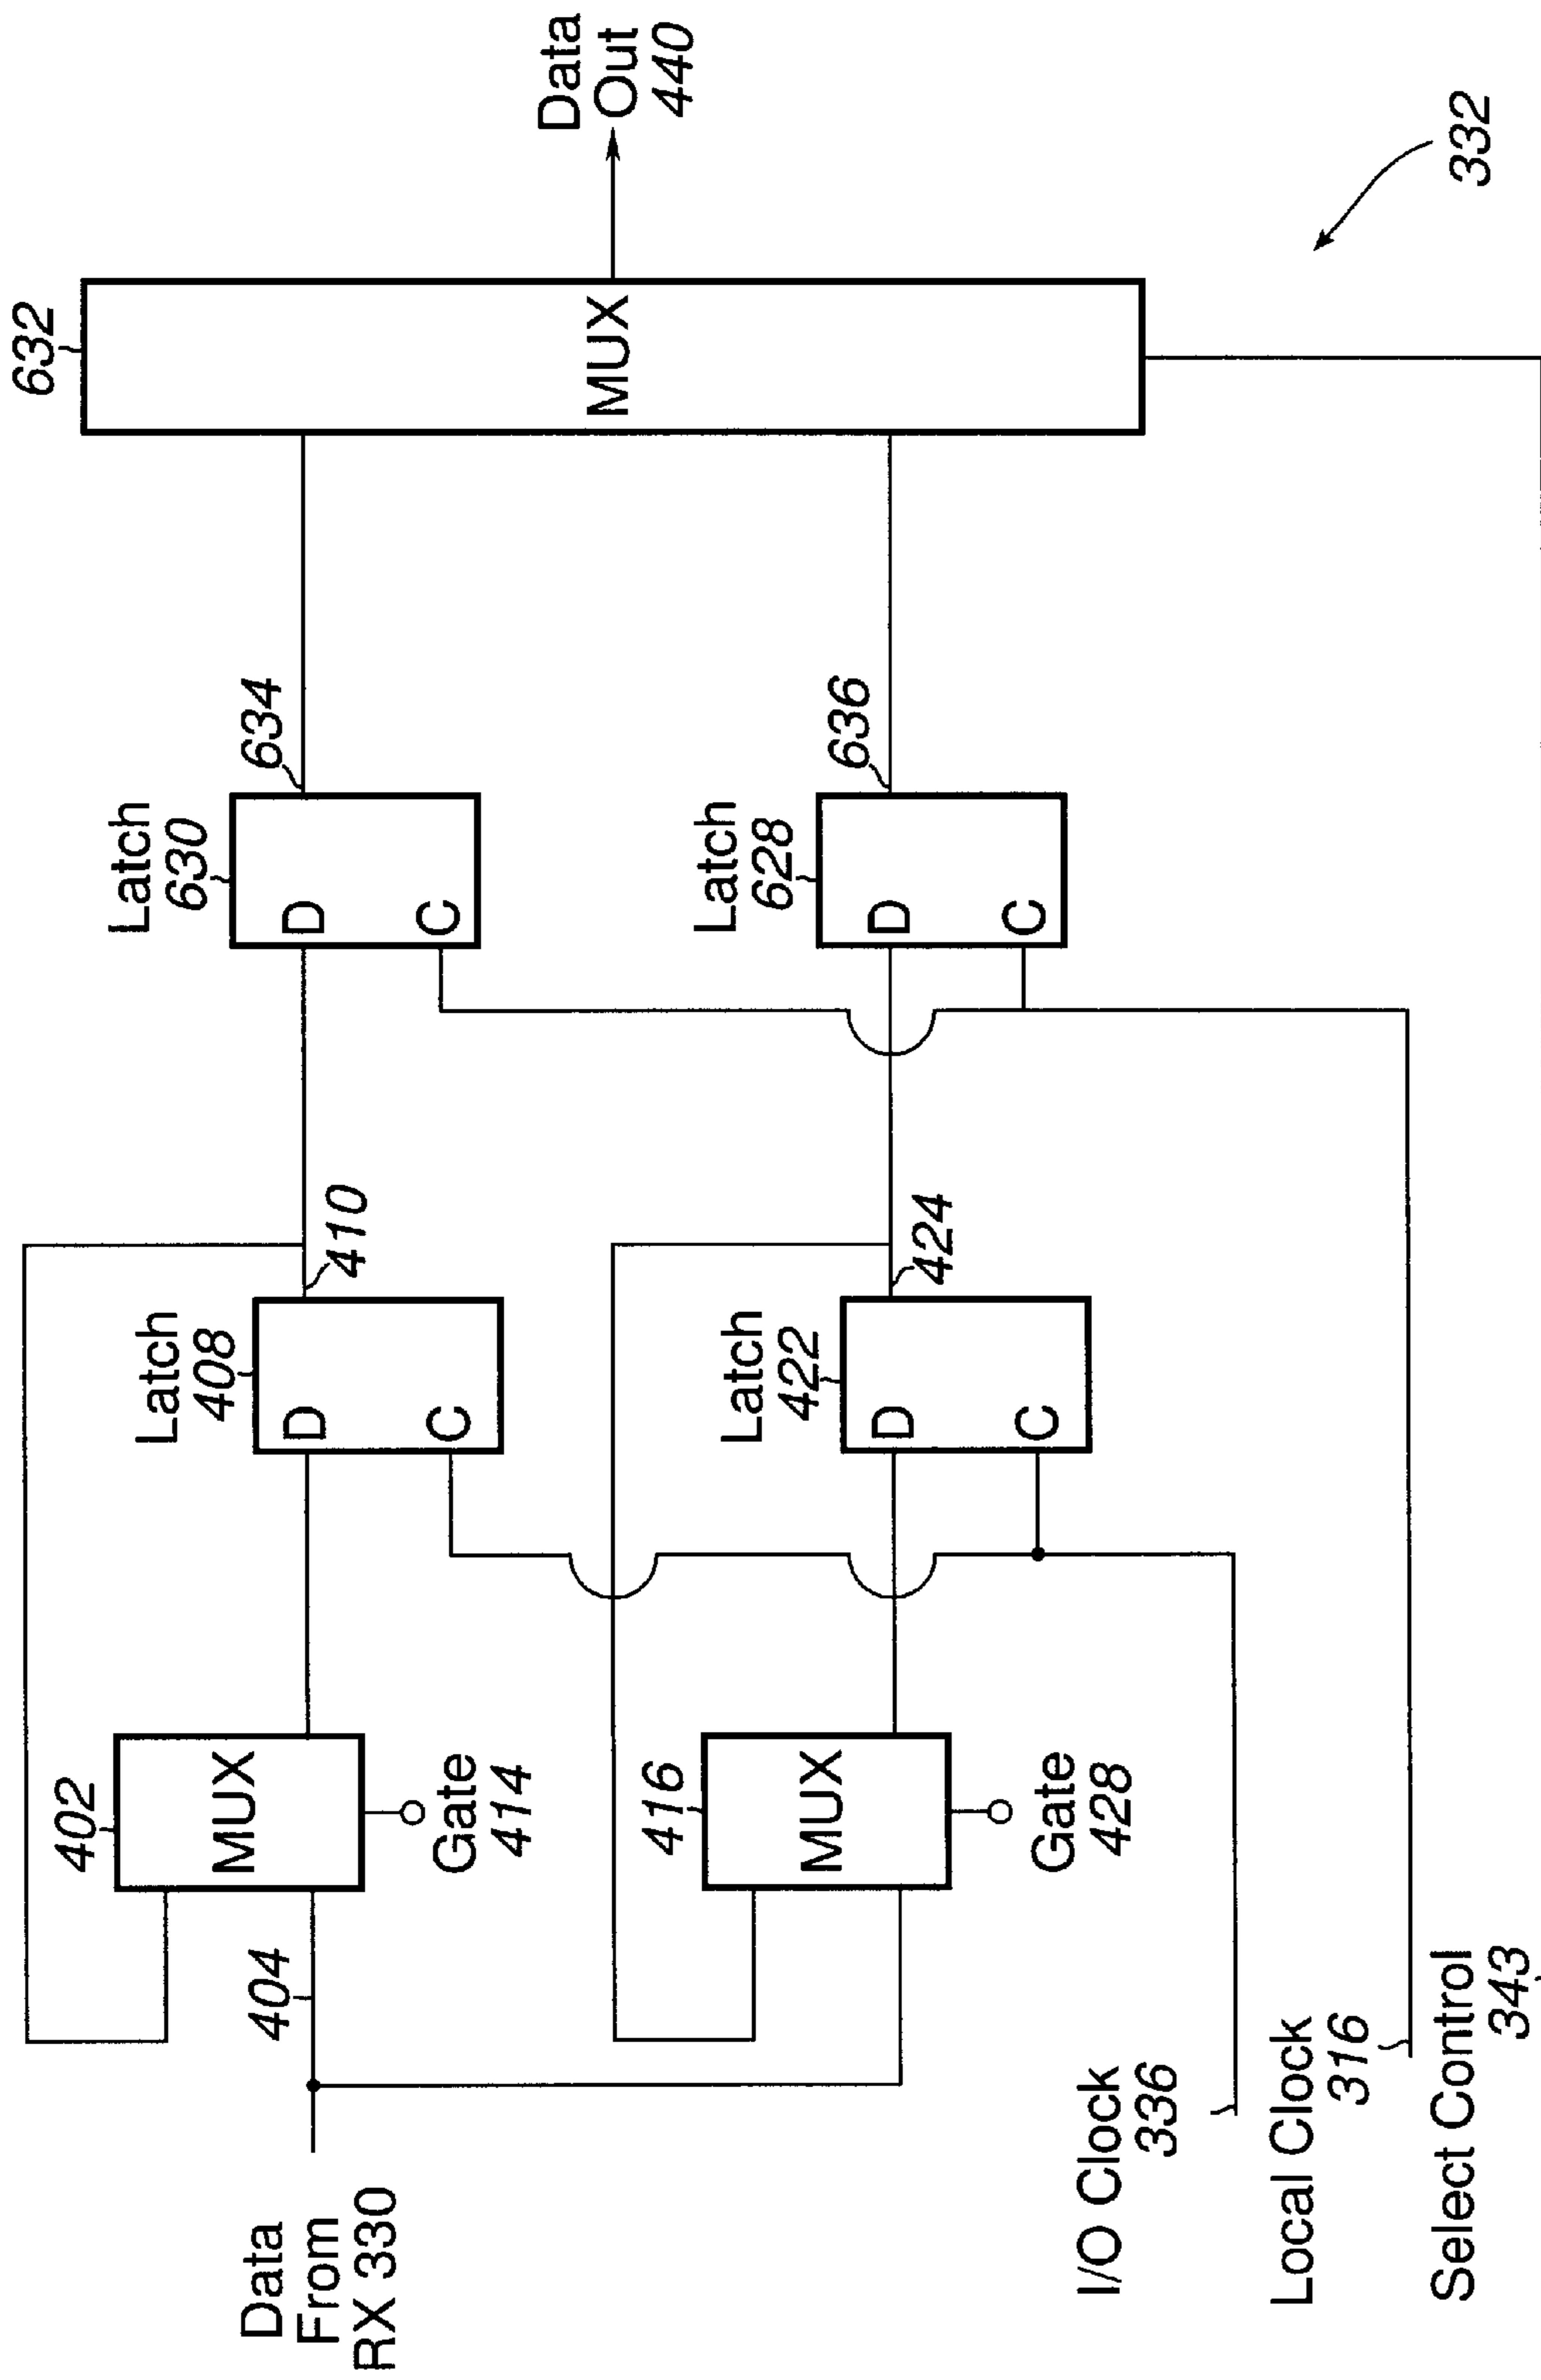 632
MUX
Data
Out
440
332
Latch
630
D
C
634
Latch
628
D
C
636
Latch
408
D
C
410
Latch
422
D
C
424
402
MUX
Gate
414
404
416
MUX
Gate
428
Data
From
RX 330
I/O Clock
336
Local Clock
316
Select Control
343